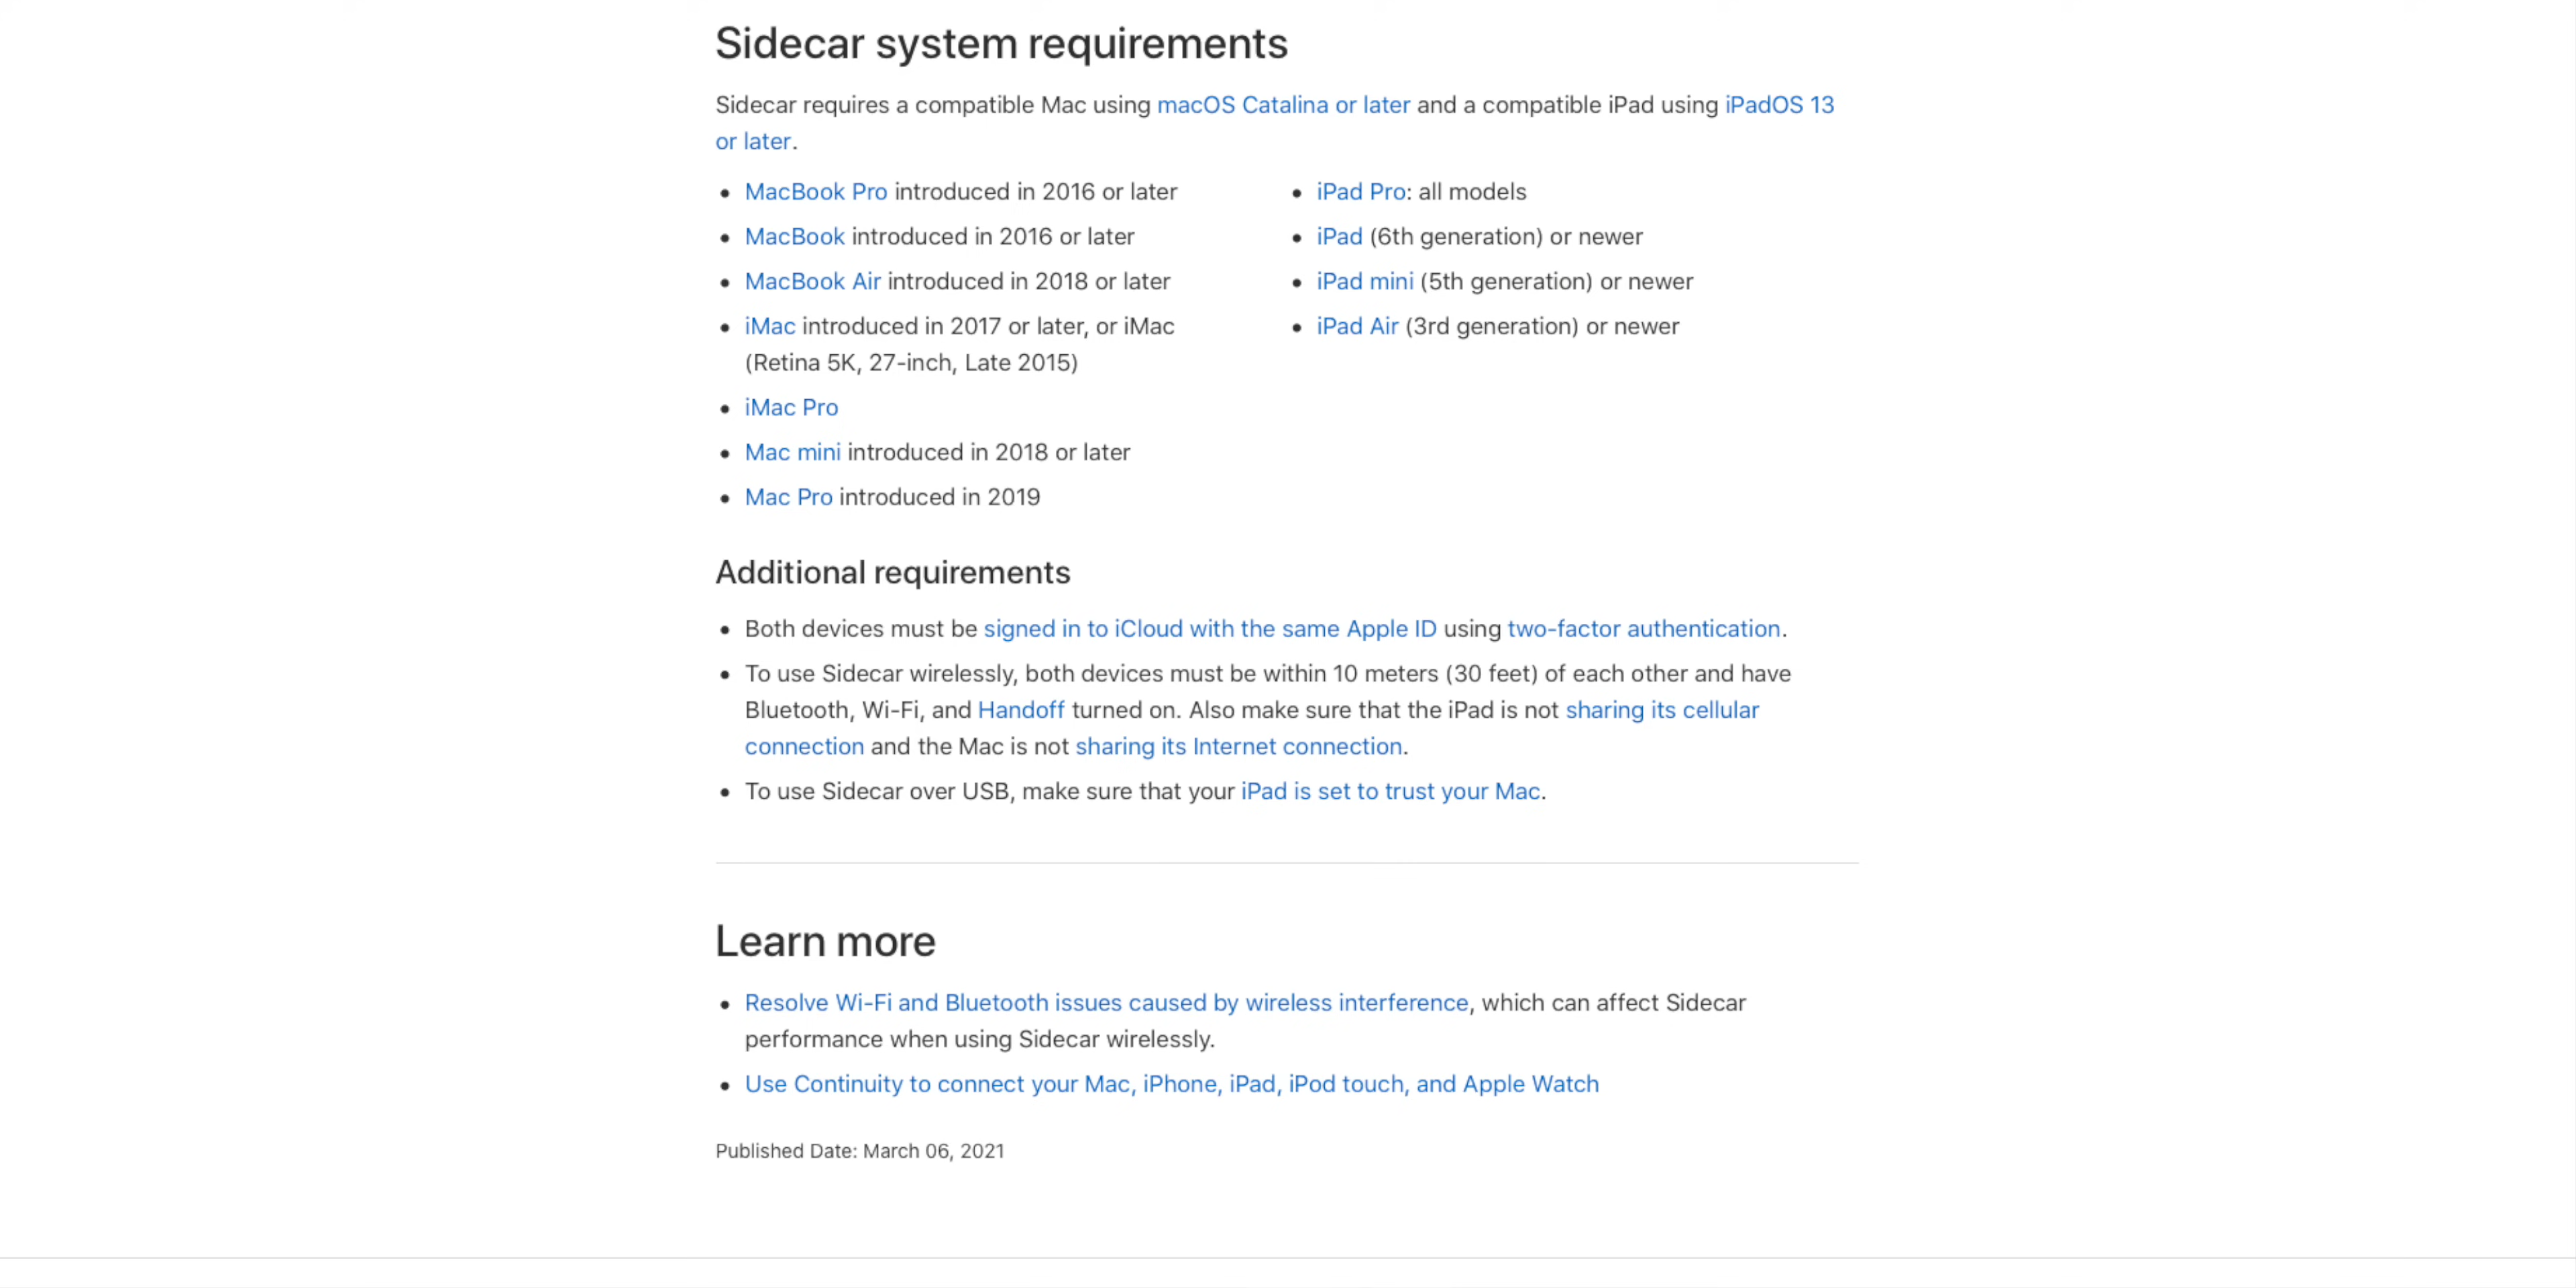 Sidecar system requirements
Sidecar requires a compatible Mac using macOS Catalina or later and a compatible iPad using iPadOS 13
or later.
• MacBook Pro introduced in 2016 or later
• MacBook introduced in 2016 or later
• MacBook Air introduced in 2018 or later
• iMac introduced in 2017 or later, or iMac
(Retina 5K, 27-inch, Late 2015)
• iMac Pro
• Mac mini introduced in 2018 or later
• Mac Pro introduced in 2019
• iPad Pro: all models
• iPad (6th generation) or newer
• iPad mini (5th generation) or newer
• iPad Air (3rd generation) or newer
Additional requirements
• Both devices must be signed in to iCloud with the same Apple ID using two-factor authentication.
• To use Sidecar wirelessly, both devices must be within 10 meters (30 feet) of each other and have
Bluetooth, Wi-Fi, and Handoff turned on. Also make sure that the iPad is not sharing its cellular
connection and the Mac is not sharing its Internet connection.
• To use Sidecar over USB, make sure that your iPad is set to trust your Mac.
Learn more
• Resolve Wi-Fi and Bluetooth issues caused by wireless interference, which can affect Sidecar
performance when using Sidecar wirelessly.
• Use Continuity to connect your Mac, iPhone, iPad, iPod touch, and Apple Watch
Published Date: March 06, 2021